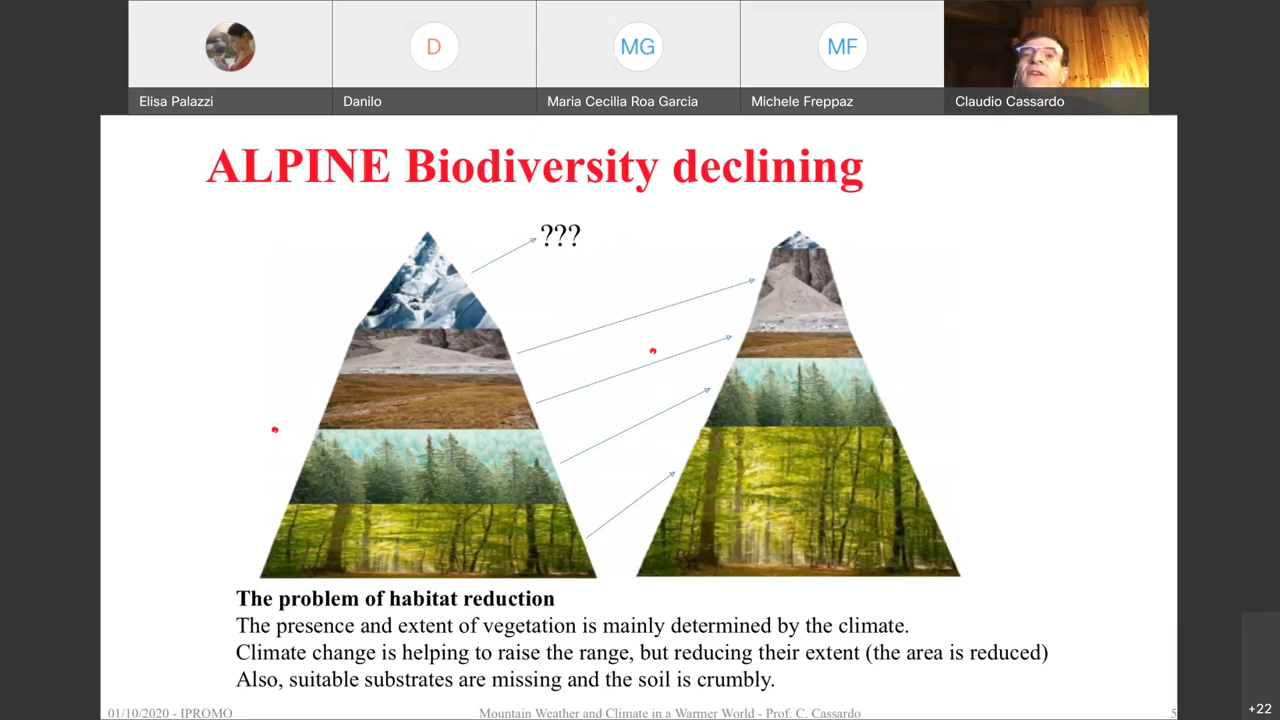 D
MG
MF
Elisa Palazzi
Danilo
Maria Cecilia Roa Garcia
Michele Freppaz
Claudio Cassardo
ALPINE Biodiversity declining
???
The problem of habitat reduction
The presence and extent of vegetation is mainly determined by the climate.
Climate change is helping to raise the range, but reducing their extent (the area is reduced)
Also, suitable substrates are missing and the soil is crumbly.
01/10/2020 - IPROMO
Mountain Weather and Climate in a Warmer World - Prof. C. Cassardo
5
+22